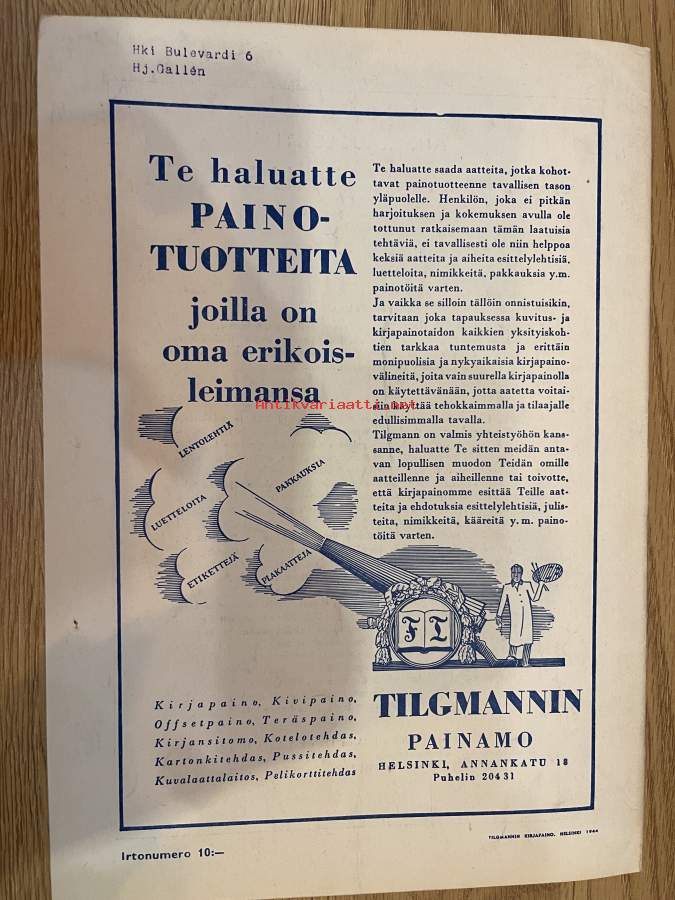 Hki Bulevardi 6
Hj.Gallén
Te haluatte
PAINO-
TUOTTEITA
joilla on
oma erikois-
leimansa
Te haluatte saada aatteita, jotka kohot-
tavat painotuotteenne tavallisen tason
yläpuolelle. Henkilön, joka ei pitkän
harjoituksen ja kokemuksen avulla ole
tottunut ratkaisemaan tämän laatuisia
tehtäviä, ei tavallisesti ole niin helppoa
keksiä aatteita ja aiheita esittelylehtisiä,
luetteloita, nimikkeitä, pakkauksia y.m.
painotöitä varten.
Ja vaikka se silloin tällöin onnistuisikin,
tarvitaan joka tapauksessa kuvitus- ja
kirjapainotaidon kaikkien yksityiskoh-
tien tarkkaa tuntemusta ja erittäin
monipuolisia ja nykyaikaisia kirjapaino-
välineitä, joita vain suurella kirjapainolla
on käytettävänään, jotta aatetta voitai-
siin käyttää tehokkaimmalla ja tilaajalle
edullisimmalla tavalla.
Tilgmann on valmis yhteistyöhön kans-
sanne, haluatte Te sitten meidän anta-
van lopullisen muodon Teidän omille
aatteillenne ja aiheillenne tai toivotte,
että kirjapainomme esittää Teille aat-
teita ja ehdotuksia esittelylehtisiä, julis-
teita, nimikkeitä, kääreitä y. m. paino-
töitä varten.
Antikvariaatti.net
LENTOLEHTIÄ
PAKKAUKSIA
LUETTELOITA
ETIKETTEJÄ
PLAKAATTEJA
F T
Kirjapaino, Kivipaino,
Offsetpaino, Teräspaino,
Kirjansitomo, Kotelotehdas,
Kartonkitehdas, Pussitehdas,
Kuvalaattalaitos, Pelikorttitehdas
TILGMANNIN
PAINAMO
HELSINKI, ANNANKATU 18
Puhelin 20431
Irtonumero 10:—
TILGMANNIN KIRJAPAINO, HELSINKI 1944